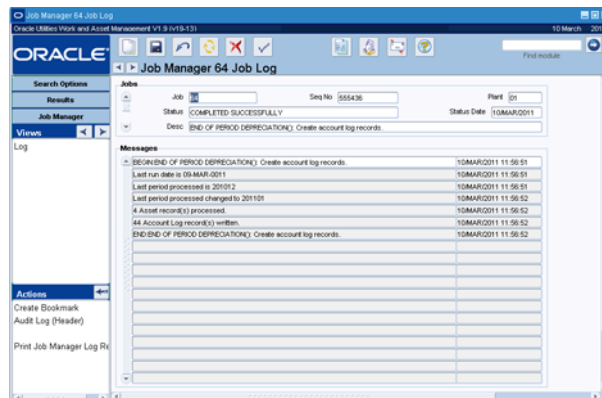 Job Manager 64 Job Log
Oracle Utilities Work and Asset Management V1.9 (v19-13) 10 March 201
ORACLE
Find module
Job Manager 64 Job Log
Search Options
Results
Job Manager
Views
Log
Jobs
Job 64 Seq No 555436 Plant 01
Status COMPLETED SUCCESSFULLY Status Date 10/MAR/2011
Desc END OF PERIOD DEPRECIATION(): Create account log records.
Messages
BEGIN:END OF PERIOD DEPRECIATION(): Create account log records. 10/MAR/2011 11:56:51
Last run date is 09-MAR-0011 10/MAR/2011 11:56:51
Last period processed is 201012 10/MAR/2011 11:56:51
Last period processed changed to 201101 10/MAR/2011 11:56:52
4 Asset record(s) processed. 10/MAR/2011 11:56:52
44 Account Log record(s) written. 10/MAR/2011 11:56:52
END:END OF PERIOD DEPRECIATION(): Create account log records. 10/MAR/2011 11:56:52
Actions
Create Bookmark
Audit Log (Header)
Print Job Manager Log Re